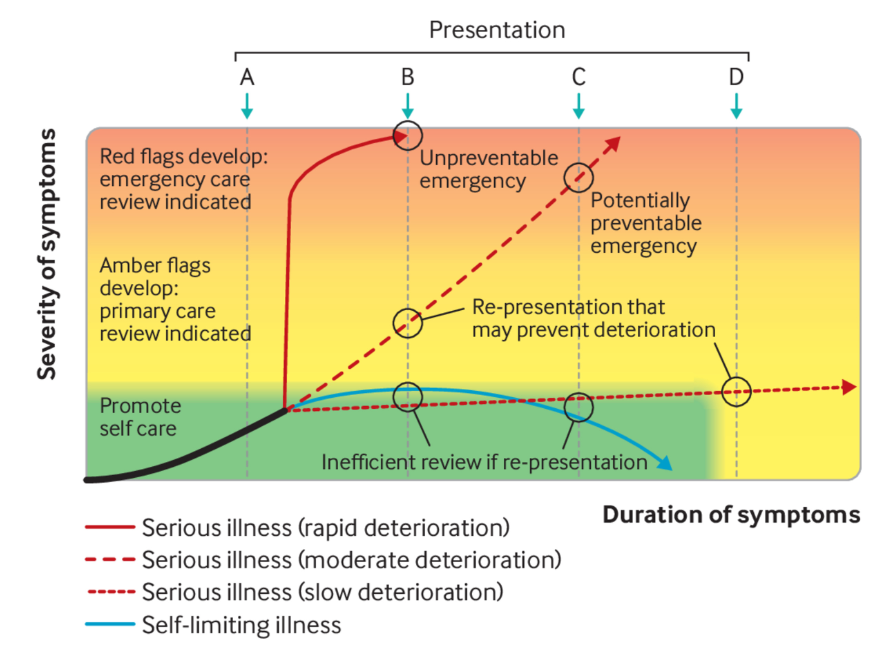 Presentation
A
B
C
D
Severity of symptoms
Red flags develop:
emergency care
review indicated
Unpreventable
emergency
Potentially
preventable
emergency
Amber flags
develop:
primary care
review indicated
Re-presentation that
may prevent deterioration
Promote
self care
Inefficient review if re-presentation
Duration of symptoms
Serious illness (rapid deterioration)
Serious illness (moderate deterioration)
Serious illness (slow deterioration)
Self-limiting illness